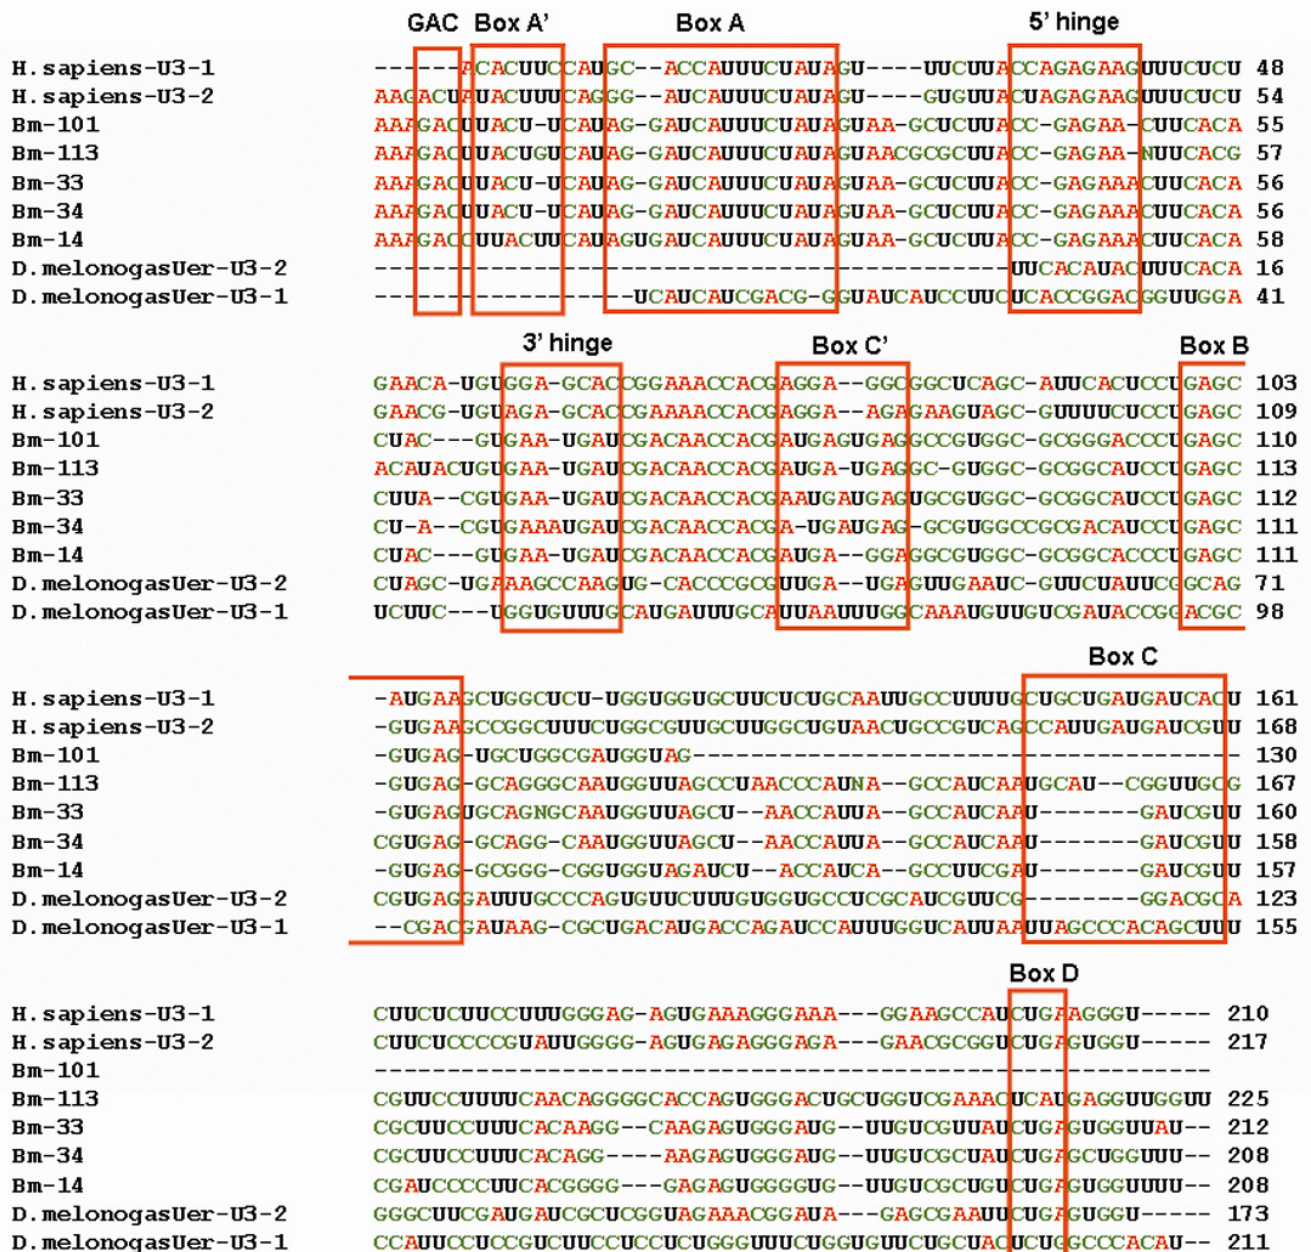 GAC Box A' Box A 5' hinge
H.sapiens-U3-1 ------ACACUUCCAUGC--ACCAUUUCUAUAGU----UUCUUACCAGAGAAGUUUCUCU 48
H.sapiens-U3-2 AAGACUAUACUUUCAGGG--AUCAUUUCUAUAGU----GUGUUACUAGAGAAGUUUCUCU 54
Bm-101 AAAGACUUACU-UCAUAG-GAUCAUUUCUAUAGUAA-GCUCUUACC-GAGAA-CUUCACA 55
Bm-113 AAAGACUUACUGUCAUAG-GAUCAUUUCUAUAGUAACGCGCUUACC-GAGAA-NUUCACG 57
Bm-33 AAAGACUUACU-UCAUAG-GAUCAUUUCUAUAGUAA-GCUCUUACC-GAGAAACUUCACA 56
Bm-34 AAAGACUUACU-UCAUAG-GAUCAUUUCUAUAGUAA-GCUCUUACC-GAGAAACUUCACA 56
Bm-14 AAAGACCUUACUUCAUAGUGAUCAUUUCUAUAGUAA-GCUCUUACC-GAGAAACUUCACA 58
D.melonogasUer-U3-2 --------------------------------------------UUCACAUACUUUCACA 16
D.melonogasUer-U3-1 ------------------UCAUCAUCGACG-GGUAUCAUCCUUCUCACCGGACGGUUGGA 41
3' hinge Box C' Box B
H.sapiens-U3-1 GAACA-UGUGGA-GCACCGGAAACCACGAGGA--GGCGGCUCAGC-AUUCACUCCUGAGC 103
H.sapiens-U3-2 GAACG-UGUAGA-GCACCGAAAACCACGAGGA--AGAGAAGUAGC-GUUUUCUCCUGAGC 109
Bm-101 CUAC---GUGAA-UGAUCGACAACCACGAUGAGUGAGGCCGUGGC-GCGGGACCCUGAGC 110
Bm-113 ACAUACUGUGAA-UGAUCGACAACCACGAUGA-UGAGGC-GUGGC-GCGGCAUCCUGAGC 113
Bm-33 CUUA--CGUGAA-UGAUCGACAACCACGAAUGAUGAGUGCGUGGC-GCGGCAUCCUGAGC 112
Bm-34 CU-A--CGUGAAAUGAUCGACAACCACGA-UGAUGAG-GCGUGGCCGCGACAUCCUGAGC 111
Bm-14 CUAC---GUGAA-UGAUCGACAACCACGAUGA--GGAGGCGUGGC-GCGGCACCCUGAGC 111
D.melonogasUer-U3-2 CUAGC-UGAAAGCCAAGUG-CACCCGCGUUGA--UGAGUUGAAUC-GUUCUAUUCGGCAG 71
D.melonogasUer-U3-1 UCUUC---UGGUGUUUGCAUGAUUUGCAUUAAUUUGGCAAAUGUUGUCGAUACCGGACGC 98
Box C
H.sapiens-U3-1 -AUGAAGCUGGCUCU-UGGUGGUGCUUCUCUGCAAUUGCCUUUUGCUGCUGAUGAUCACU 161
H.sapiens-U3-2 -GUGAAGCCGGCUUUCUGGCGUUGCUUGGCUGUAACUGCCGUCAGCCAUUGAUGAUCGUU 168
Bm-101 -GUGAG-UGCUGGCGAUGGUAG-------------------------------------- 130
Bm-113 -GUGAG-GCAGGGCAAUGGUUAGCCUAACCCAUNA--GCCAUCAAUGCAU--CGGUUGCG 167
Bm-33 -GUGAGUGCAGNGCAAUGGUUAGCU--AACCAUUA--GCCAUCAAU-------GAUCGUU 160
Bm-34 CGUGAG-GCAGG-CAAUGGUUAGCU--AACCAUUA--GCCAUCAAU-------GAUCGUU 158
Bm-14 -GUGAG-GCGGG-CGGUGGUAGAUCU--ACCAUCA--GCCUUCGAU-------GAUCGUU 157
D.melonogasUer-U3-2 CGUGAGGAUUUGCCCAGUGUUCUUUGUGGUGCCUCGCAUCGUUCG--------GGACGCA 123
D.melonogasUer-U3-1 --CGACGAUAAG-CGCUGACAUGACCAGAUCCAUUUGGUCAUUAAUUAGCCCACAGCUUU 155
Box D
H.sapiens-U3-1 CUUCUCUUCCUUUGGGAG-AGUGAAAGGGAAA---GGAAGCCAUCUGAAGGGU----- 210
H.sapiens-U3-2 CUUCUCCCCGUAUUGGGG-AGUGAGAGGGAGA---GAACGCGGUCUGAGUGGU----- 217
Bm-101 ----------------------------------------------------------
Bm-113 CGUUCCUUUUCAACAGGGGCACCAGUGGGACUGCUGGUCGAAACUCAUGAGGUUGGUU 225
Bm-33 CGCUUCCUUUCACAAGG--CAAGAGUGGGAUG--UUGUCGUUAUCUGAGUGGUUAU-- 212
Bm-34 CGCUUCCUUUCACAGG----AAGAGUGGGAUG--UUGUCGCUAUCUGAGCUGGUUU-- 208
Bm-14 CGAUCCCCUUCACGGGG---GAGAGUGGGGUG--UUGUCGCUGUCUGAGUGGUUUU-- 208
D.melonogasUer-U3-2 GGGCUUCGAUGAUCGCUCGGUAGAAACGGAUA---GAGCGAAUUCUGAGUGGU----- 173
D.melonogasUer-U3-1 CCAUUCCUCCGUCUUCCUCCUCUGGGUUUCUGGUGUUCUGCUACUCUGGCCCACAU-- 211